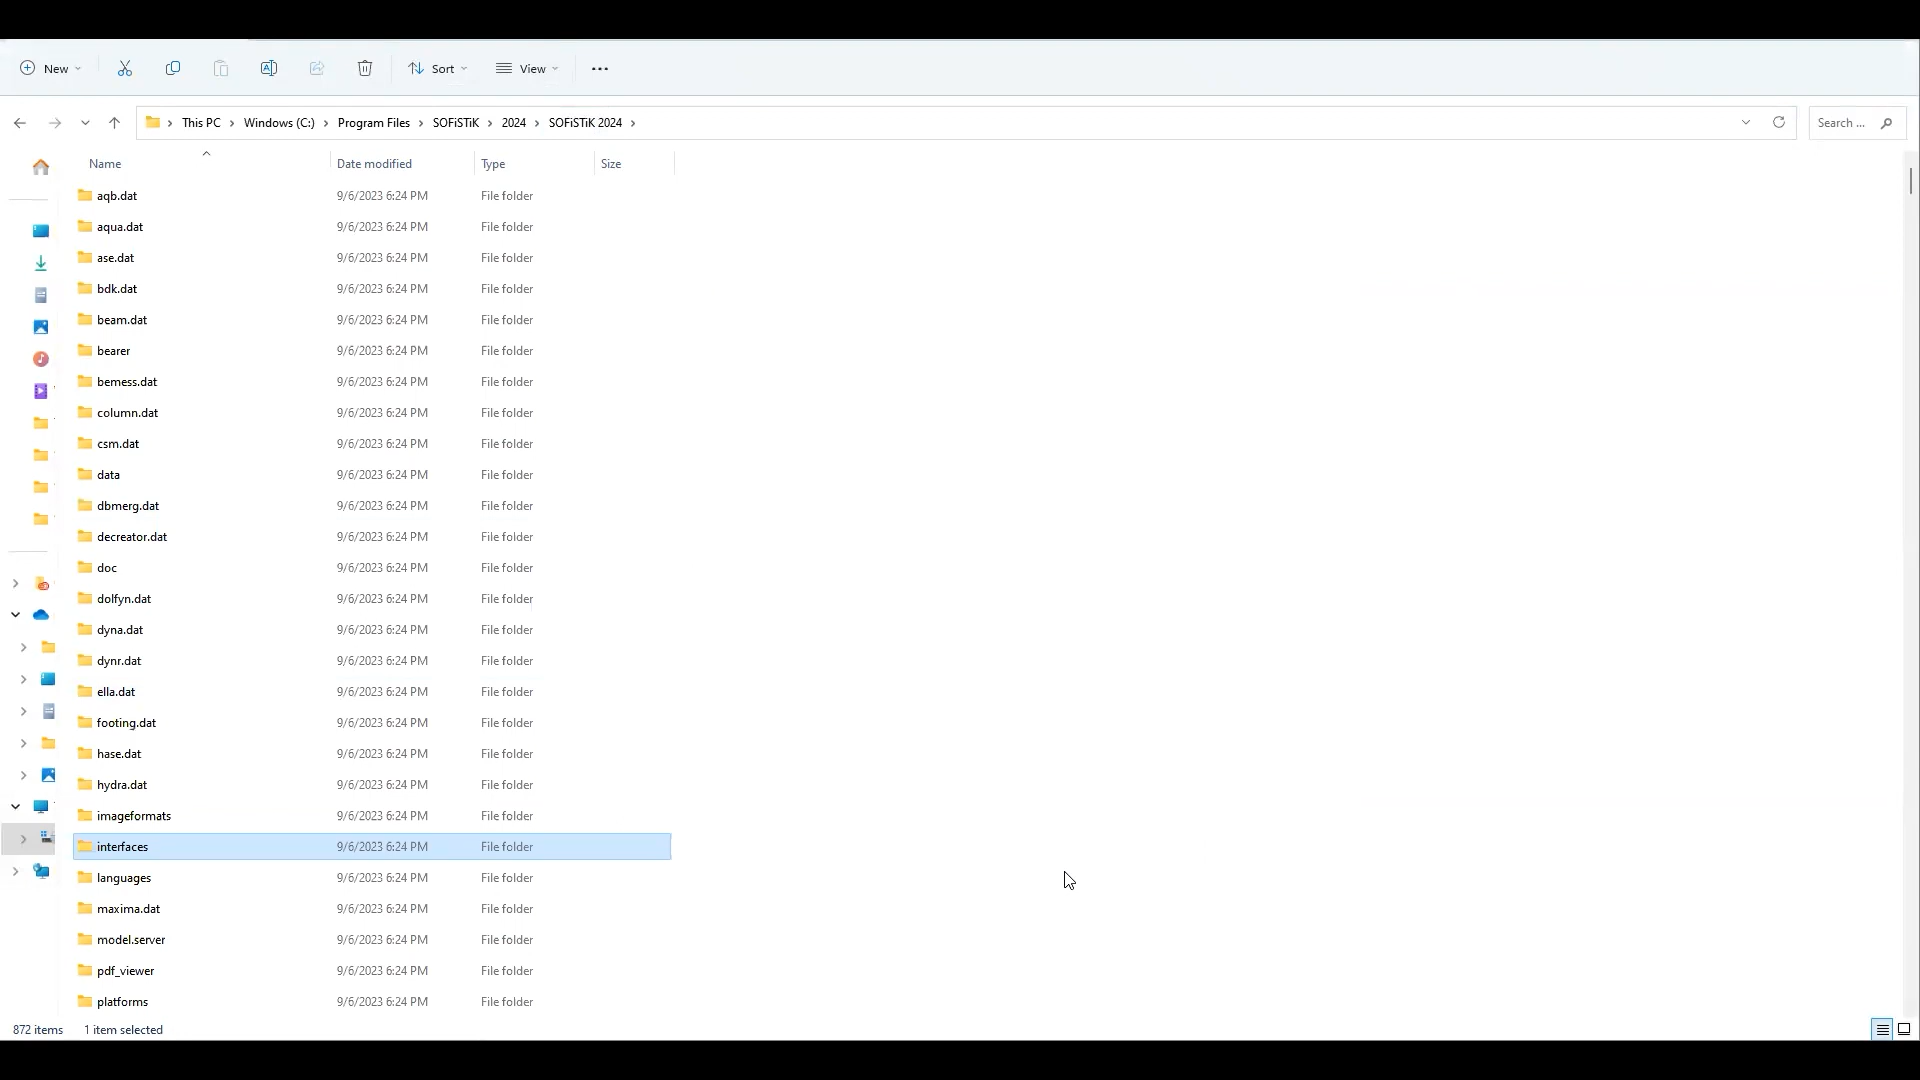 New Sort View
This PC Windows (C:) Program Files SOFiSTiK 2024 SOFiSTiK 2024 Search ...
Name Date modified Type Size
aqb.dat 9/6/2023 6:24 PM File folder
aqua.dat 9/6/2023 6:24 PM File folder
ase.dat 9/6/2023 6:24 PM File folder
bdk.dat 9/6/2023 6:24 PM File folder
beam.dat 9/6/2023 6:24 PM File folder
bearer 9/6/2023 6:24 PM File folder
bemess.dat 9/6/2023 6:24 PM File folder
column.dat 9/6/2023 6:24 PM File folder
csm.dat 9/6/2023 6:24 PM File folder
data 9/6/2023 6:24 PM File folder
dbmerg.dat 9/6/2023 6:24 PM File folder
decreator.dat 9/6/2023 6:24 PM File folder
doc 9/6/2023 6:24 PM File folder
dolfyn.dat 9/6/2023 6:24 PM File folder
dyna.dat 9/6/2023 6:24 PM File folder
dynr.dat 9/6/2023 6:24 PM File folder
ella.dat 9/6/2023 6:24 PM File folder
footing.dat 9/6/2023 6:24 PM File folder
hase.dat 9/6/2023 6:24 PM File folder
hydra.dat 9/6/2023 6:24 PM File folder
imageformats 9/6/2023 6:24 PM File folder
interfaces 9/6/2023 6:24 PM File folder
languages 9/6/2023 6:24 PM File folder
maxima.dat 9/6/2023 6:24 PM File folder
model.server 9/6/2023 6:24 PM File folder
pdf_viewer 9/6/2023 6:24 PM File folder
platforms 9/6/2023 6:24 PM File folder
872 items 1 item selected